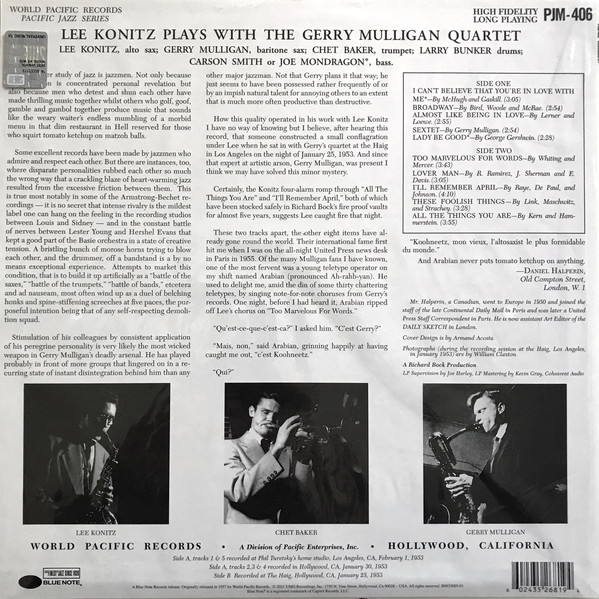 WORLD PACIFIC RECORDS
PACIFIC JAZZ SERIES
HIGH FIDELITY
LONG PLAYING
PJM-406
LEE KONITZ PLAYS WITH THE GERRY MULLIGAN QUARTET
LEE KONITZ, alto sax; GERRY MULLIGAN, baritone sax; CHET BAKER, trumpet; LARRY BUNKER drums;
CARSON SMITH or JOE MONDRAGON*, bass.
study of jazz is jazzmen. Not only because
is concentrated personal revelation but
also because men who detest and shun each other have
made thrilling music together whilst others who golf, goof,
gamble and gambol together produce music that sounds
like the weary waiter's endless mumbling of a morbid
menu in that dim restaurant in Hell reserved for those
who squirt tomato ketchup on matzoh balls.
Some excellent records have been made by jazzmen who
admire and respect each other. But there are instances, too,
where disparate personalities rubbed each other so much
the wrong way that a crackling blaze of heart-warming jazz
resulted from the excessive friction between them. This
is true most notably in some of the Armstrong-Bechet re-
cordings — it is no secret that intense rivalry is the mildest
label one can hang on the feeling in the recording studios
between Louis and Sidney — and in the constant battle
of nerves between Lester Young and Hershel Evans that
kept a good part of the Basie orchestra in a state of creative
tension. A bristling bunch of morose horns trying to blow
each other, and the drummer, off a bandstand is a by no
means exceptional experience. Attempts to market this
condition, that is to build it up artificially as a "battle of the
saxes," "battle of the trumpets," "battle of bands," etcetera
and ad nauseam, most often wind up as a duel of belching
honks and spine-stiffening screeches at five paces, the pur-
poseful intention being that of any self-respecting demoli-
tion squad.
Stimulation of his colleagues by consistent application
of his peregrine personality is very likely the most wicked
weapon in Gerry Mulligan's deadly arsenal. He has played
probably in front of more groups that lingered on in a re-
curring state of instant disintegration behind him than any
other major jazzman. Not that Gerry plans it that way; he
just seems to have been possessed rather frequently of or
by an impish natural talent for annoying others to an extent
that is much more often productive than destructive.
How this quality operated in his work with Lee Konitz
I have no way of knowing but I believe, after hearing this
record, that someone constructed a small conflagration
under Lee when he sat in with Gerry's quartet at the Haig
in Los Angeles on the night of January 25, 1953. And since
that expert at artistic arson, Gerry Mulligan, was present I
think we may have solved this minor mystery.
Certainly, the Konitz four-alarm romp through "All The
Things You Are" and "I'll Remember April," both of which
have been stocked safely in Richard Bock's fire proof vaults
for almost five years, suggests Lee caught fire that night.
These two tracks apart, the other eight items have al-
ready gone round the world. Their international fame first
hit me when I was on the all-night United Press news desk
in Paris in 1955. Of the many Mulligan fans I have known,
one of the most fervent was a young teletype operator on
my shift named Arabian (pronounced Ah-rahb-yan). He
used to delight me, amid the din of some thirty chattering
teletypes, by singing note-for-note choruses from Gerry's
records. One night, before I had heard it, Arabian ripped
off Lee's chorus on "Too Marvelous For Words."
"Qu'est-ce-que-c'est-ca?" I asked him. "C'est Gerry?"
"Mais, non," said Arabian, grinning happily at having
caught me out, "c'est Koohneetz."
"Qui?"
SIDE ONE
I CAN'T BELIEVE THAT YOU'RE IN LOVE WITH
ME*—By McHugh and Gaskill. (3:05)
BROADWAY—By Bird, Woode and McRae. (2:54)
ALMOST LIKE BEING IN LOVE—By Lerner and
Loewe. (2:55)
SEXTET—By Gerry Mulligan. (2:54)
LADY BE GOOD*—By George Gershwin. (2:28)
SIDE TWO
TOO MARVELOUS FOR WORDS—By Whiting and
Mercer. (3:43)
LOVER MAN—By R. Ramirez, J. Sherman and E.
Davis. (3:05)
I'LL REMEMBER APRIL—By Raye, De Paul, and
Johnson. (4:10)
THESE FOOLISH THINGS—By Link, Maschwitz,
and Strachey. (3:28)
ALL THE THINGS YOU ARE—By Kern and Ham-
merstein. (3:55)
"Koohneetz, mon vieux, l'altosaxist le plus formidable
du monde."
And Arabian never puts tomato ketchup on anything.
—DANIEL HALPERIN,
Old Compton Street,
London, W. 1
Mr. Halperin, a Canadian, went to Europe in 1950 and joined the
staff of the late Continental Daily Mail in Paris and was later a United
Press Staff Correspondent in Paris. He is now assistant Art Editor of the
DAILY SKETCH in London.
Cover Design is by Armand Acosta.
Photographs (during the recording session at the Haig, Los Angeles,
in January 1953) are by William Claxton
A Richard Bock Production
LP Supervision by Joe Harley, LP Mastering by Kevin Gray, Cohearent Audio
LEE KONITZ
CHET BAKER
GERRY MULLIGAN
WORLD PACIFIC RECORDS • A Division of Pacific Enterprises, Inc. • HOLLYWOOD, CALIFORNIA
Side A, tracks 1 & 5 recorded at Phil Turetsky's home studio, Los Angeles, CA, February 1, 1953
Side A, tracks 2,3 & 4 recorded in Hollywood, CA, January 30, 1953
Side B Recorded at The Haig, Hollywood, CA, January 23, 1953
BLUE NOTE
02435 26819